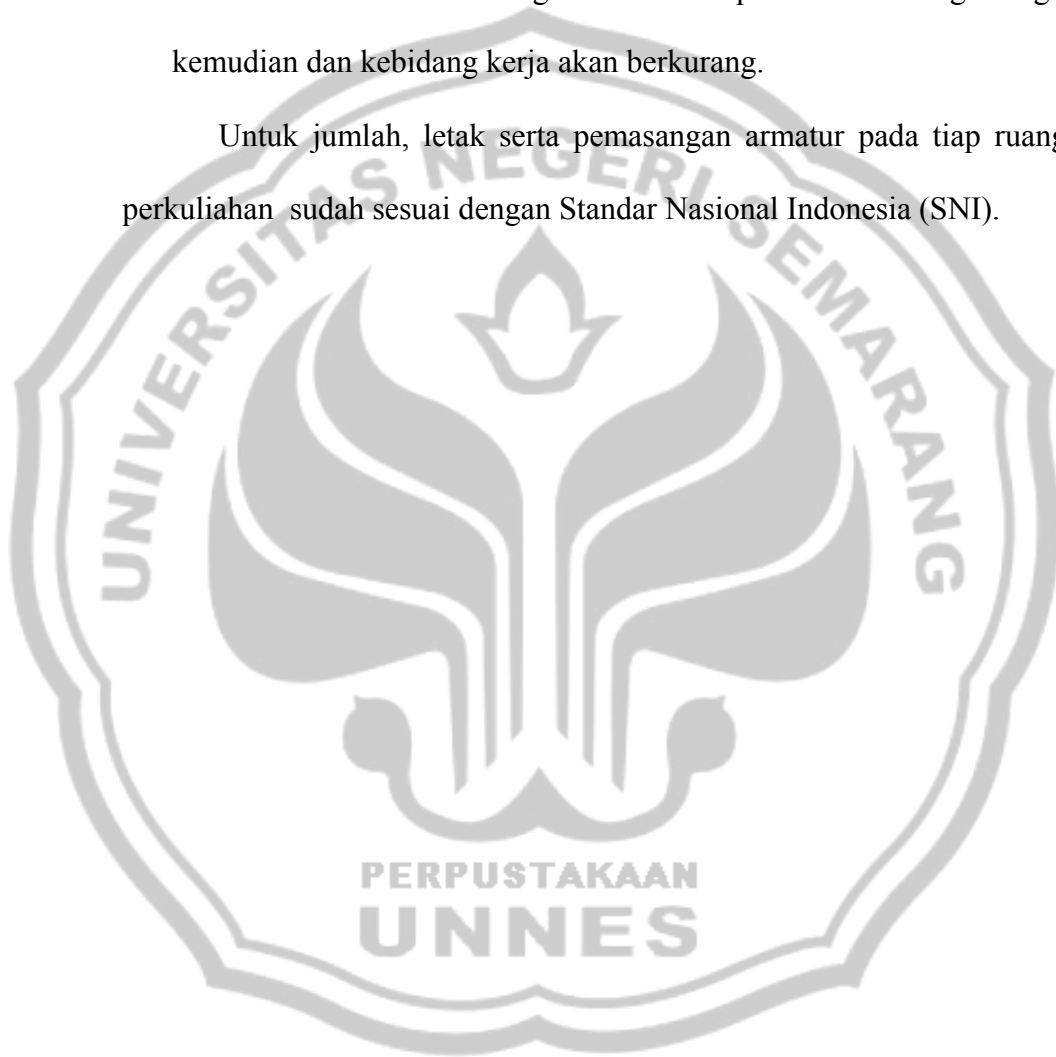 kemudian dan kebidang kerja akan berkurang.
Untuk jumlah, letak serta pemasangan armatur pada tiap ruang
perkuliahan sudah sesuai dengan Standar Nasional Indonesia (SNI).
UNIVERSITAS NEGERI SEMARANG
PERPUSTAKAAN
UNNES